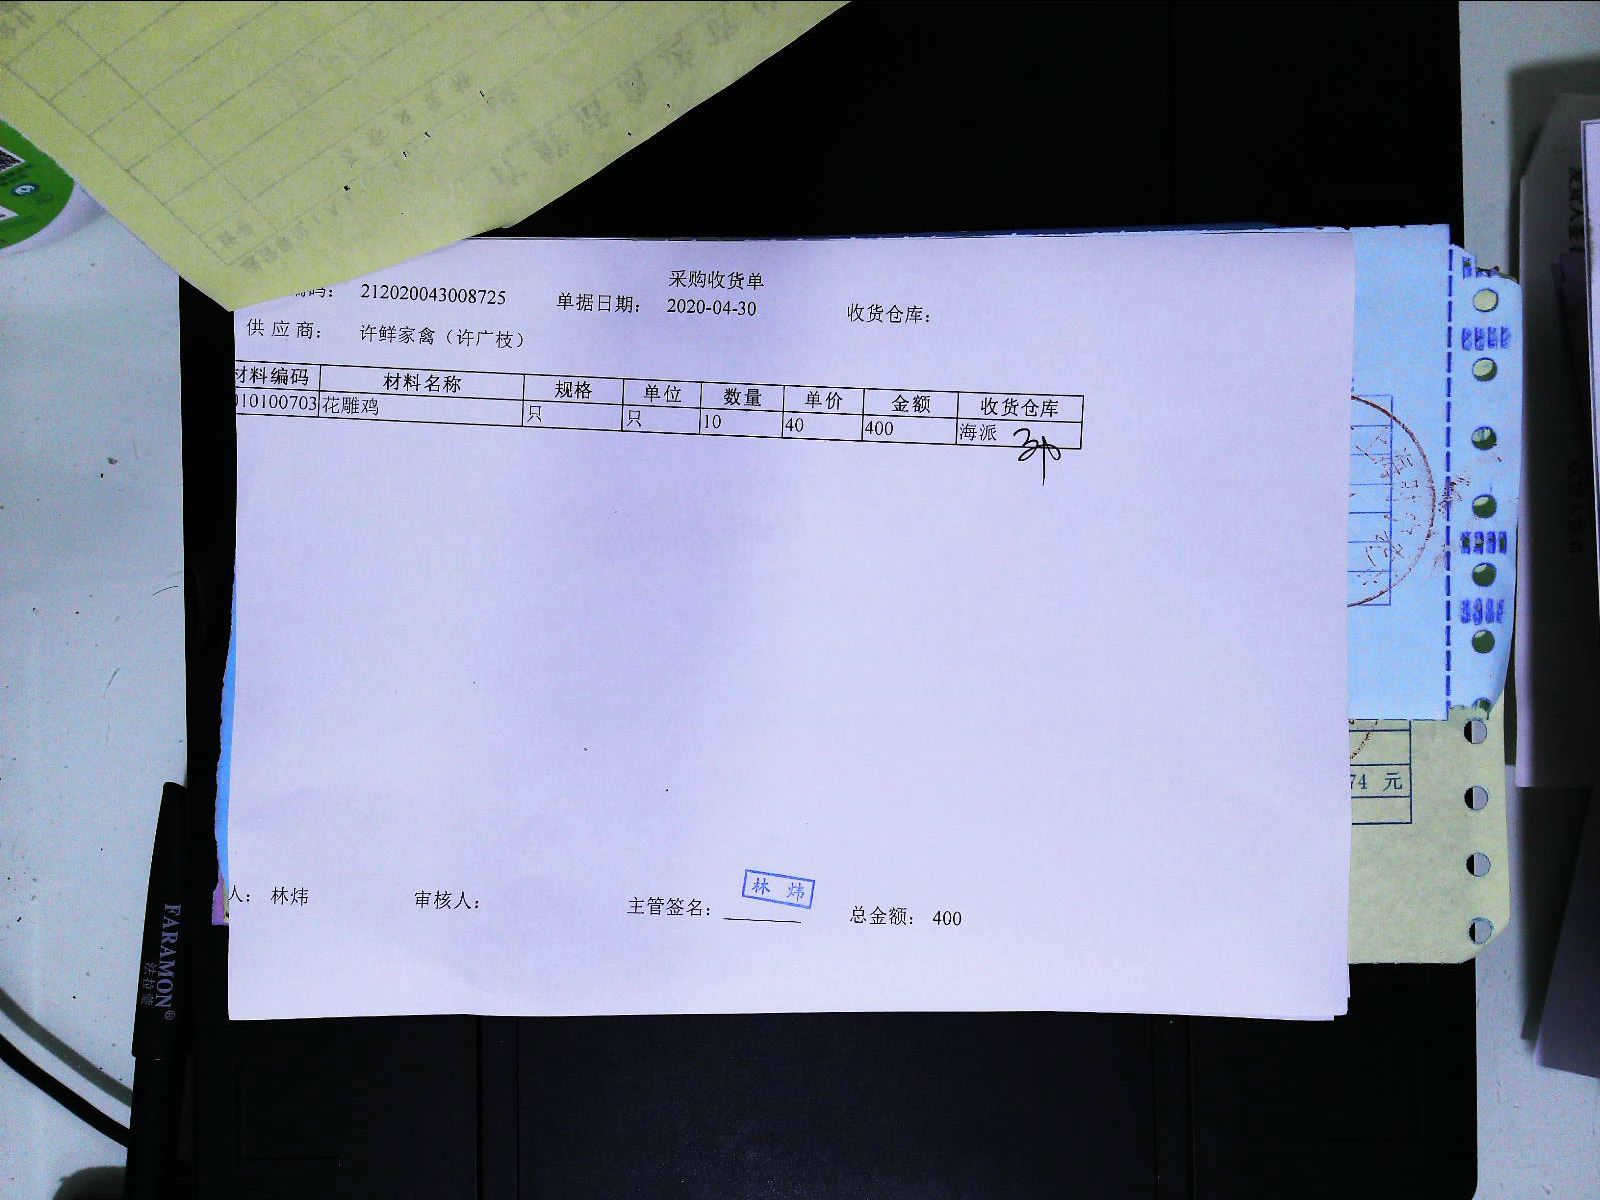 采购收货单
码： 212020043008725 单据日期： 2020-04-30 收货仓库：
供应商： 许鲜家禽（许广枝）
材料编码 材料名称 规格 单位 数量 单价 金额 收货仓库
010100703 花雕鸡 只 只 10 40 400 海派
人： 林炜 审核人： 主管签名： 林炜 总金额： 400
74 元
FARAMON®
法拉蒙